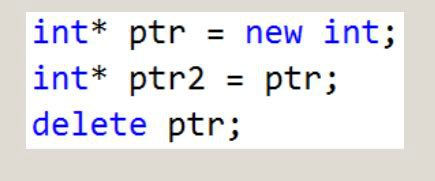 int* ptr = new int;
int* ptr2 = ptr;
delete ptr;